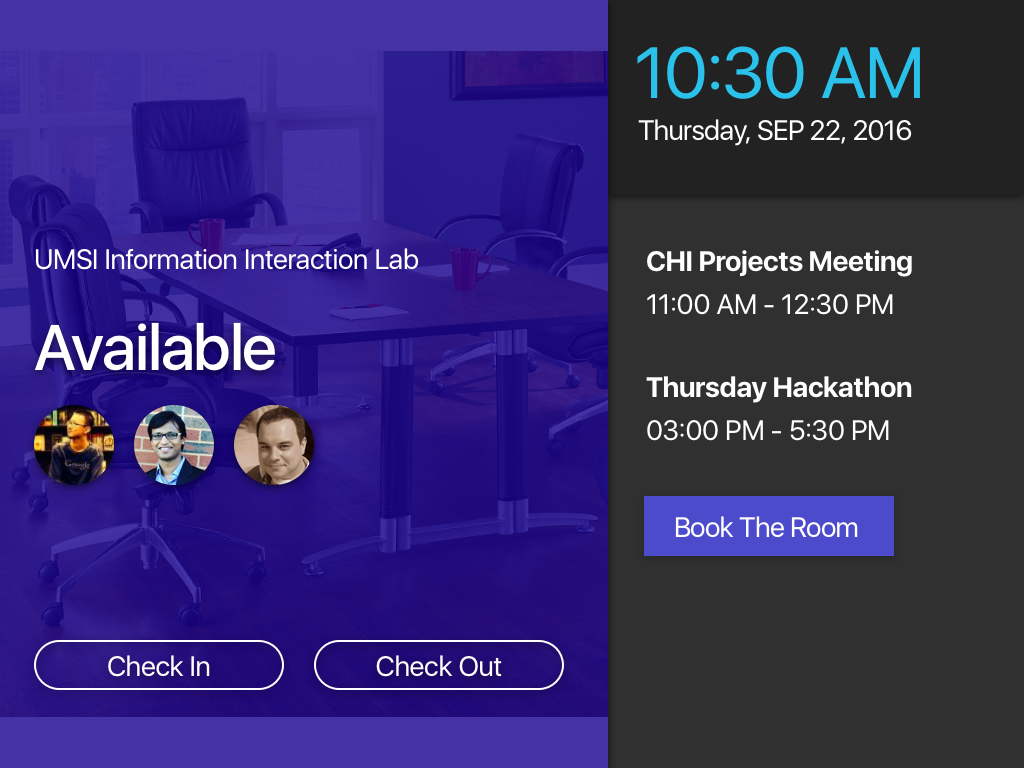 UMSI Information Interaction Lab
Available
Google
Check In
Check Out
10:30 AM
Thursday, SEP 22, 2016
CHI Projects Meeting
11:00 AM - 12:30 PM
Thursday Hackathon
03:00 PM - 5:30 PM
Book The Room